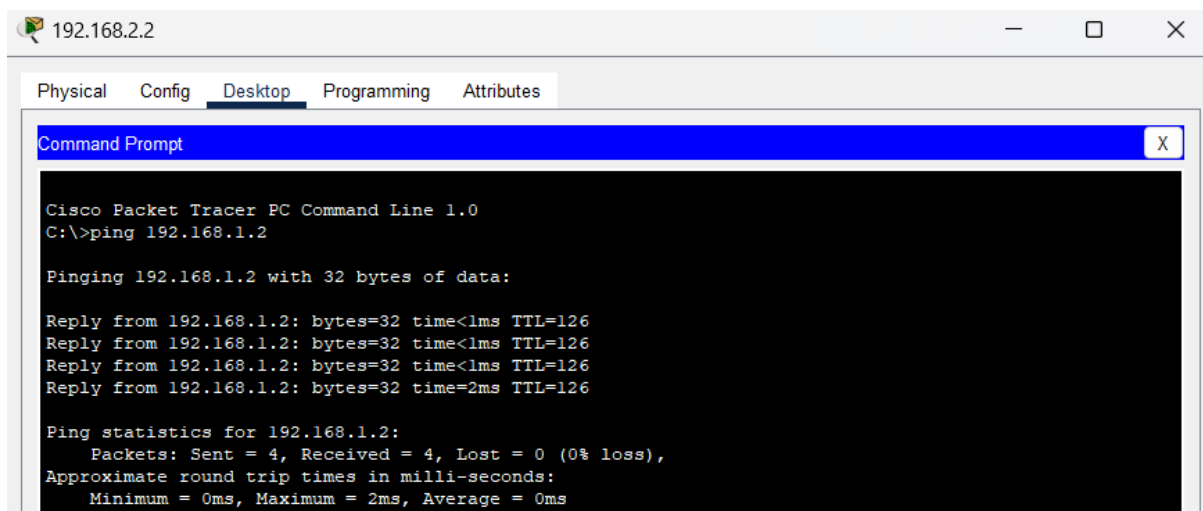 192.168.2.2
Physical Config Desktop Programming Attributes
Command Prompt X
Cisco Packet Tracer PC Command Line 1.0
C:\>ping 192.168.1.2
Pinging 192.168.1.2 with 32 bytes of data:
Reply from 192.168.1.2: bytes=32 time<1ms TTL=126
Reply from 192.168.1.2: bytes=32 time<1ms TTL=126
Reply from 192.168.1.2: bytes=32 time<1ms TTL=126
Reply from 192.168.1.2: bytes=32 time=2ms TTL=126
Ping statistics for 192.168.1.2:
Packets: Sent = 4, Received = 4, Lost = 0 (0% loss),
Approximate round trip times in milli-seconds:
Minimum = 0ms, Maximum = 2ms, Average = 0ms